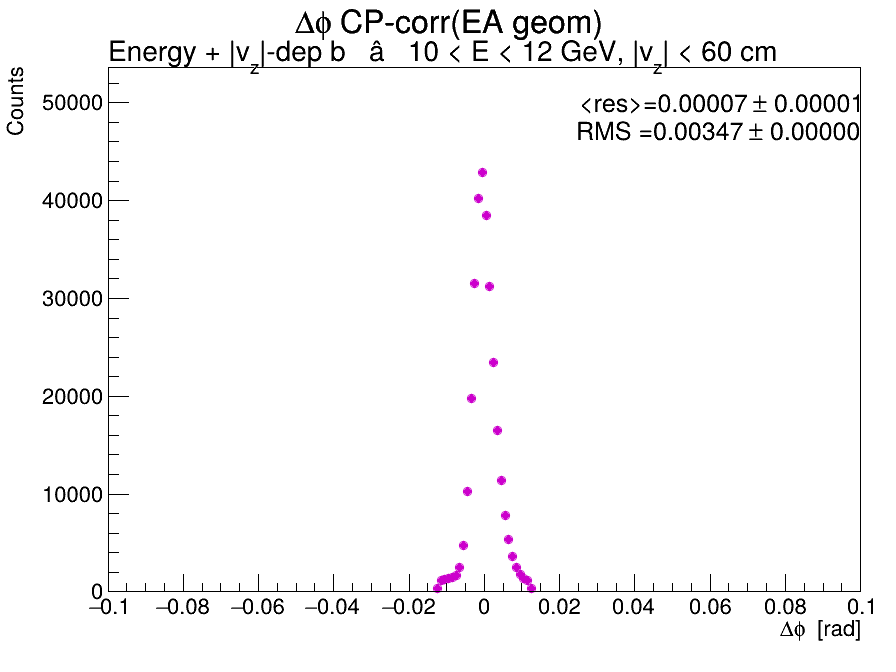 Δϕ CP-corr(EA geom)
Energy + |v_z|-dep b â 10 < E < 12 GeV, |v_z| < 60 cm
Counts
<res>=0.00007 ± 0.00001
RMS =0.00347 ± 0.00000
50000
40000
30000
20000
10000
0
−0.1 −0.08 −0.06 −0.04 −0.02 0 0.02 0.04 0.06 0.08 0.1
Δϕ [rad]